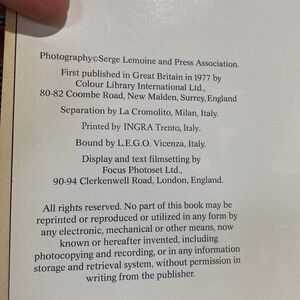 Photography©Serge Lemoine and Press Association.
First published in Great Britain in 1977 by
Colour Library International Ltd.,
80-82 Coombe Road, New Malden, Surrey, England
Separation by La Cromolito, Milan, Italy.
Printed by INGRA Trento, Italy.
Bound by L.E.G.O. Vicenza, Italy.
Display and text filmsetting by
Focus Photoset Ltd.,
90-94 Clerkenwell Road, London, England.
All rights reserved. No part of this book may be
reprinted or reproduced or utilized in any form by
any electronic, mechanical or other means, now
known or hereafter invented, including
photocopying and recording, or in any information
storage and retrieval system, without permission in
writing from the publisher.